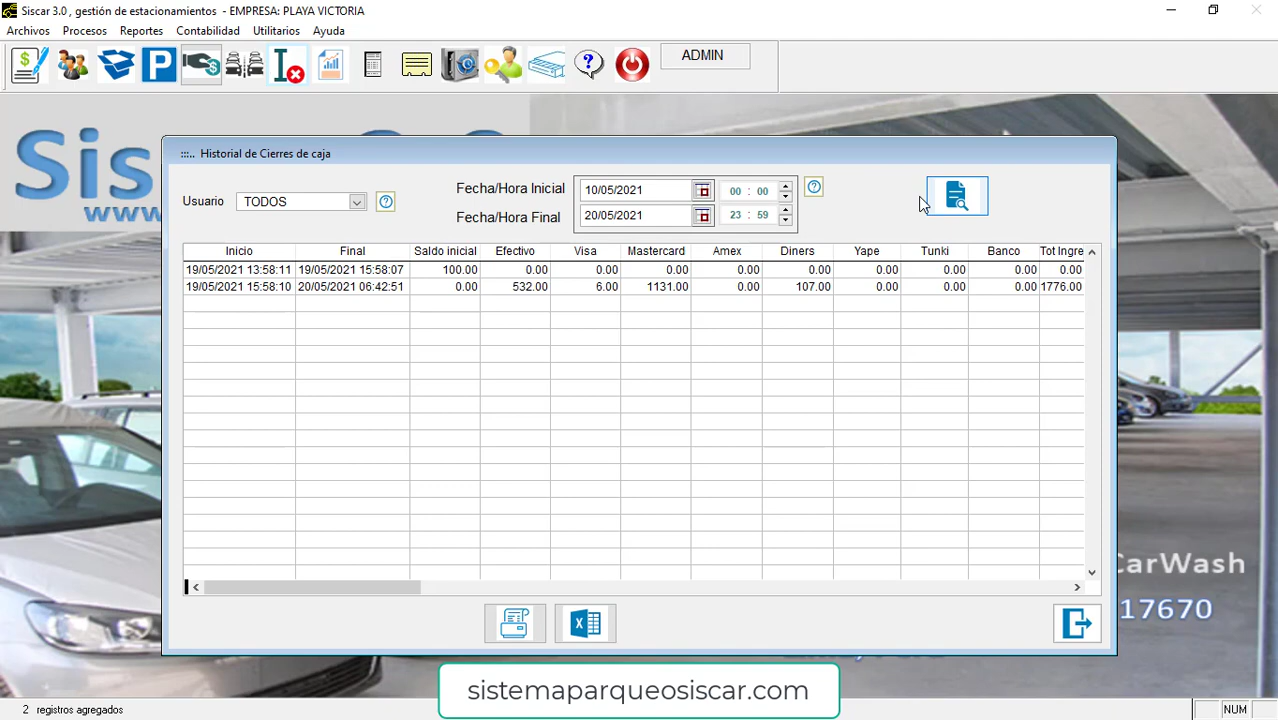 Siscar 3.0 , gestión de estacionamientos - EMPRESA: PLAYA VICTORIA
Archivos Procesos Reportes Contabilidad Utilitarios Ayuda
ADMIN
Sis
www.
:::.. Historial de Cierres de caja
Usuario TODOS
Fecha/Hora Inicial 10/05/2021 00 : 00
Fecha/Hora Final 20/05/2021 23 : 59
Inicio Final Saldo inicial Efectivo Visa Mastercard Amex Diners Yape Tunki Banco Tot Ingre
19/05/2021 13:58:11 19/05/2021 15:58:07 100.00 0.00 0.00 0.00 0.00 0.00 0.00 0.00 0.00 0.00
19/05/2021 15:58:10 20/05/2021 06:42:51 0.00 532.00 6.00 1131.00 0.00 107.00 0.00 0.00 0.00 1776.00
CarWash
17670
sistemaparqueosiscar.com
2 registros agregados NUM